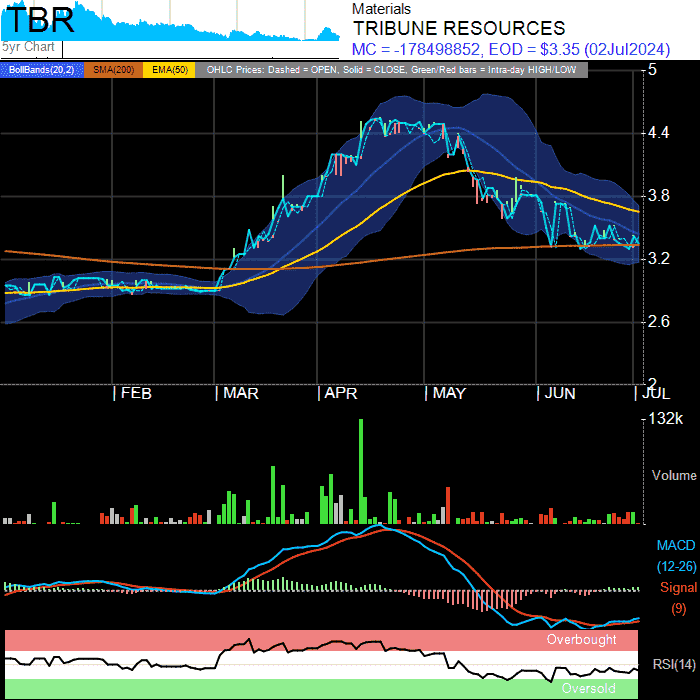 TBR
5yr Chart
Materials
TRIBUNE RESOURCES
MC = -178498852, EOD = $3.35 (02Jul2024)
BollBands(20,2) SMA(200) EMA(50) OHLC Prices: Dashed = OPEN, Solid = CLOSE, Green/Red bars = Intra-day HIGH/LOW
5
4.4
3.8
3.2
2.6
2
FEB MAR APR MAY JUN JUL
132k
Volume
MACD
(12-26)
Signal
(9)
Overbought
RSI(14)
Oversold